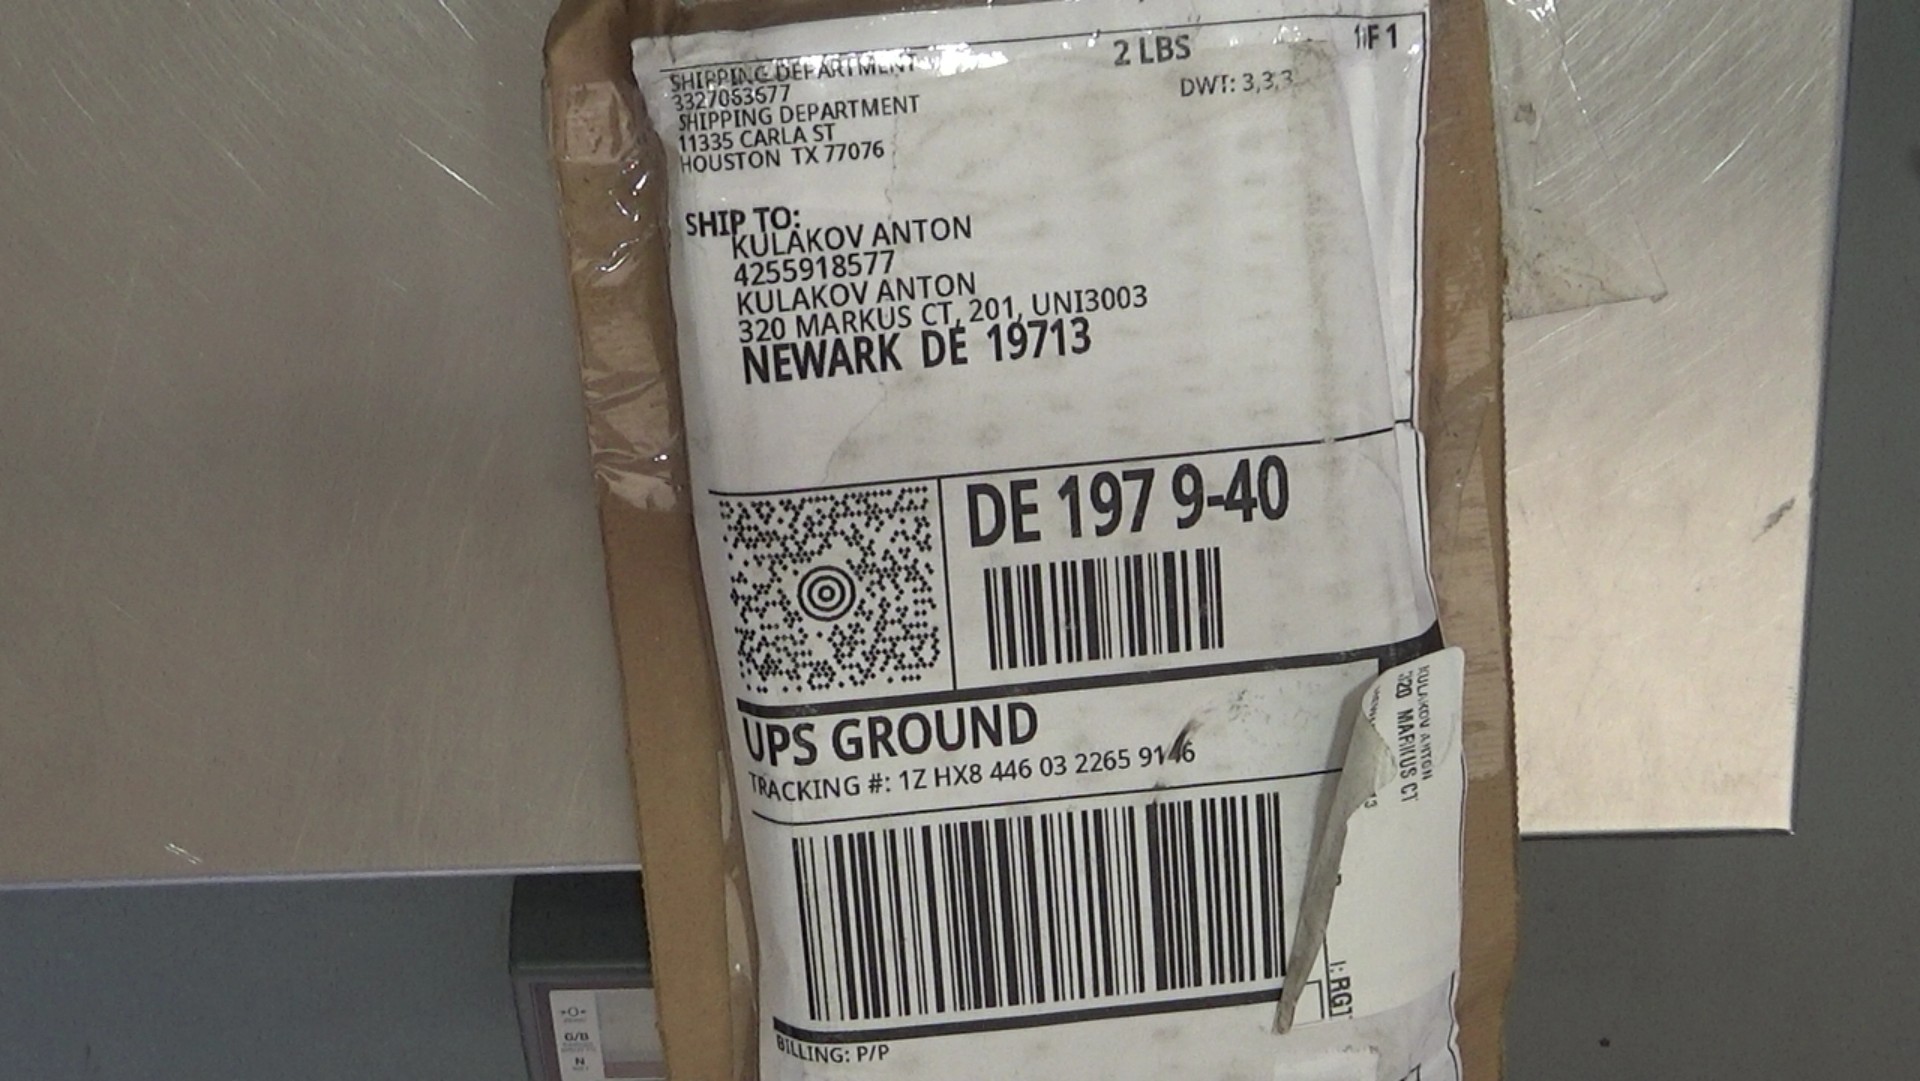 SHIPPING DEPARTMENT
3327063677
SHIPPING DEPARTMENT
11335 CARLA ST
HOUSTON TX 77076
2 LBS
1 OF 1
DWT: 3,3,3
SHIP TO:
KULAKOV ANTON
4255918577
KULAKOV ANTON
320 MARKUS CT, 201, UNI3003
NEWARK DE 19713
DE 197 9-40
UPS GROUND
TRACKING #: 1Z HX8 446 03 2265 9146
KULAKOV ANTON
320 MARKUS CT
BILLING: P/P
G/B
N